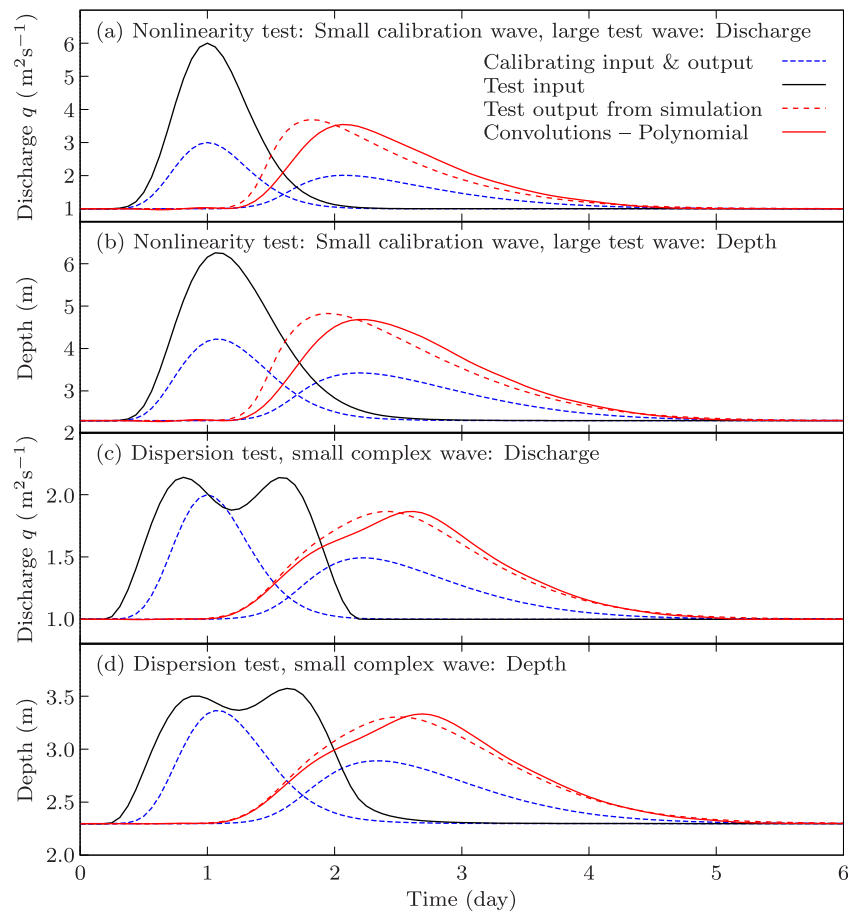 (a) Nonlinearity test: Small calibration wave, large test wave: Discharge
Calibrating input & output
Test input
Test output from simulation
Convolutions – Polynomial
Discharge q ( m²s⁻¹)
6
5
4
3
2
1
(b) Nonlinearity test: Small calibration wave, large test wave: Depth
Depth (m)
6
5
4
3
2
(c) Dispersion test, small complex wave: Discharge
Discharge q ( m²s⁻¹)
2.0
1.5
1.0
(d) Dispersion test, small complex wave: Depth
Depth (m)
3.5
3.0
2.5
2.0
0 1 2 3 4 5 6
Time (day)